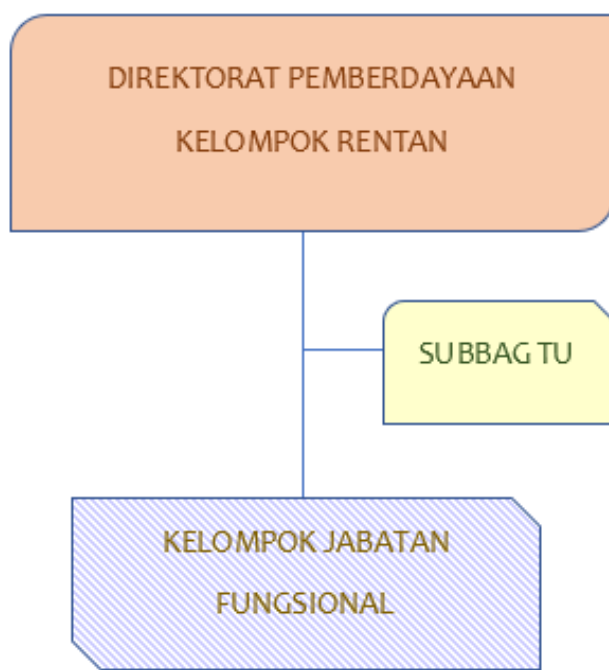 DIREKTORAT PEMBERDAYAAN
KELOMPOK RENTAN
SUBBAG TU
KELOMPOK JABATAN
FUNGSIONAL